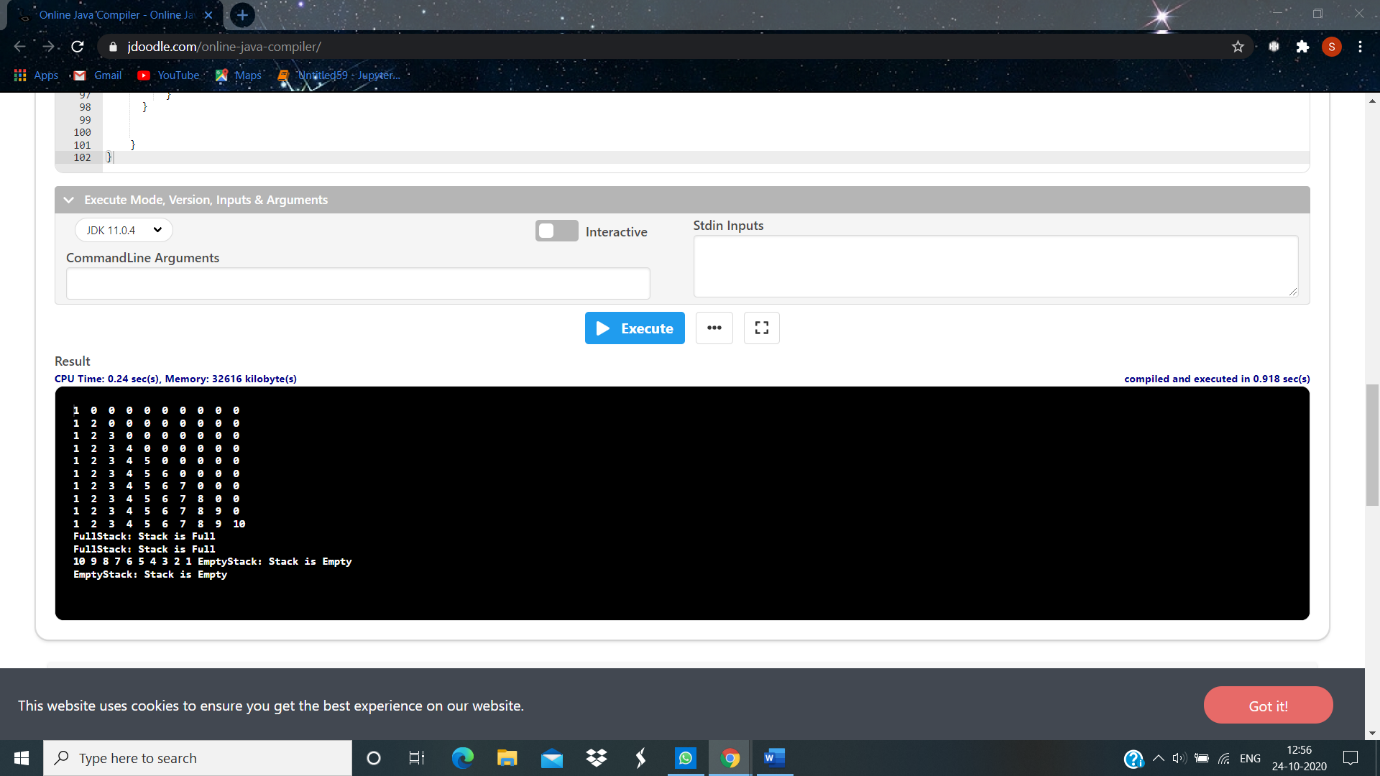 Online Java Compiler - Online Ja
jdoodle.com/online-java-compiler/
S
Apps Gmail YouTube Maps Untitled59 - Jupyter...
97 }
98 }
99
100
101 }
102 }
Execute Mode, Version, Inputs & Arguments
JDK 11.0.4
Interactive
Stdin Inputs
CommandLine Arguments
Execute
Result
CPU Time: 0.24 sec(s), Memory: 32616 kilobyte(s)
compiled and executed in 0.918 sec(s)
1 0 0 0 0 0 0 0 0 0
1 2 0 0 0 0 0 0 0 0
1 2 3 0 0 0 0 0 0 0
1 2 3 4 0 0 0 0 0 0
1 2 3 4 5 0 0 0 0 0
1 2 3 4 5 6 0 0 0 0
1 2 3 4 5 6 7 0 0 0
1 2 3 4 5 6 7 8 0 0
1 2 3 4 5 6 7 8 9 0
1 2 3 4 5 6 7 8 9 10
FullStack: Stack is Full
FullStack: Stack is Full
10 9 8 7 6 5 4 3 2 1 EmptyStack: Stack is Empty
EmptyStack: Stack is Empty
This website uses cookies to ensure you get the best experience on our website.
Got it!
Type here to search
ENG
12:56
24-10-2020